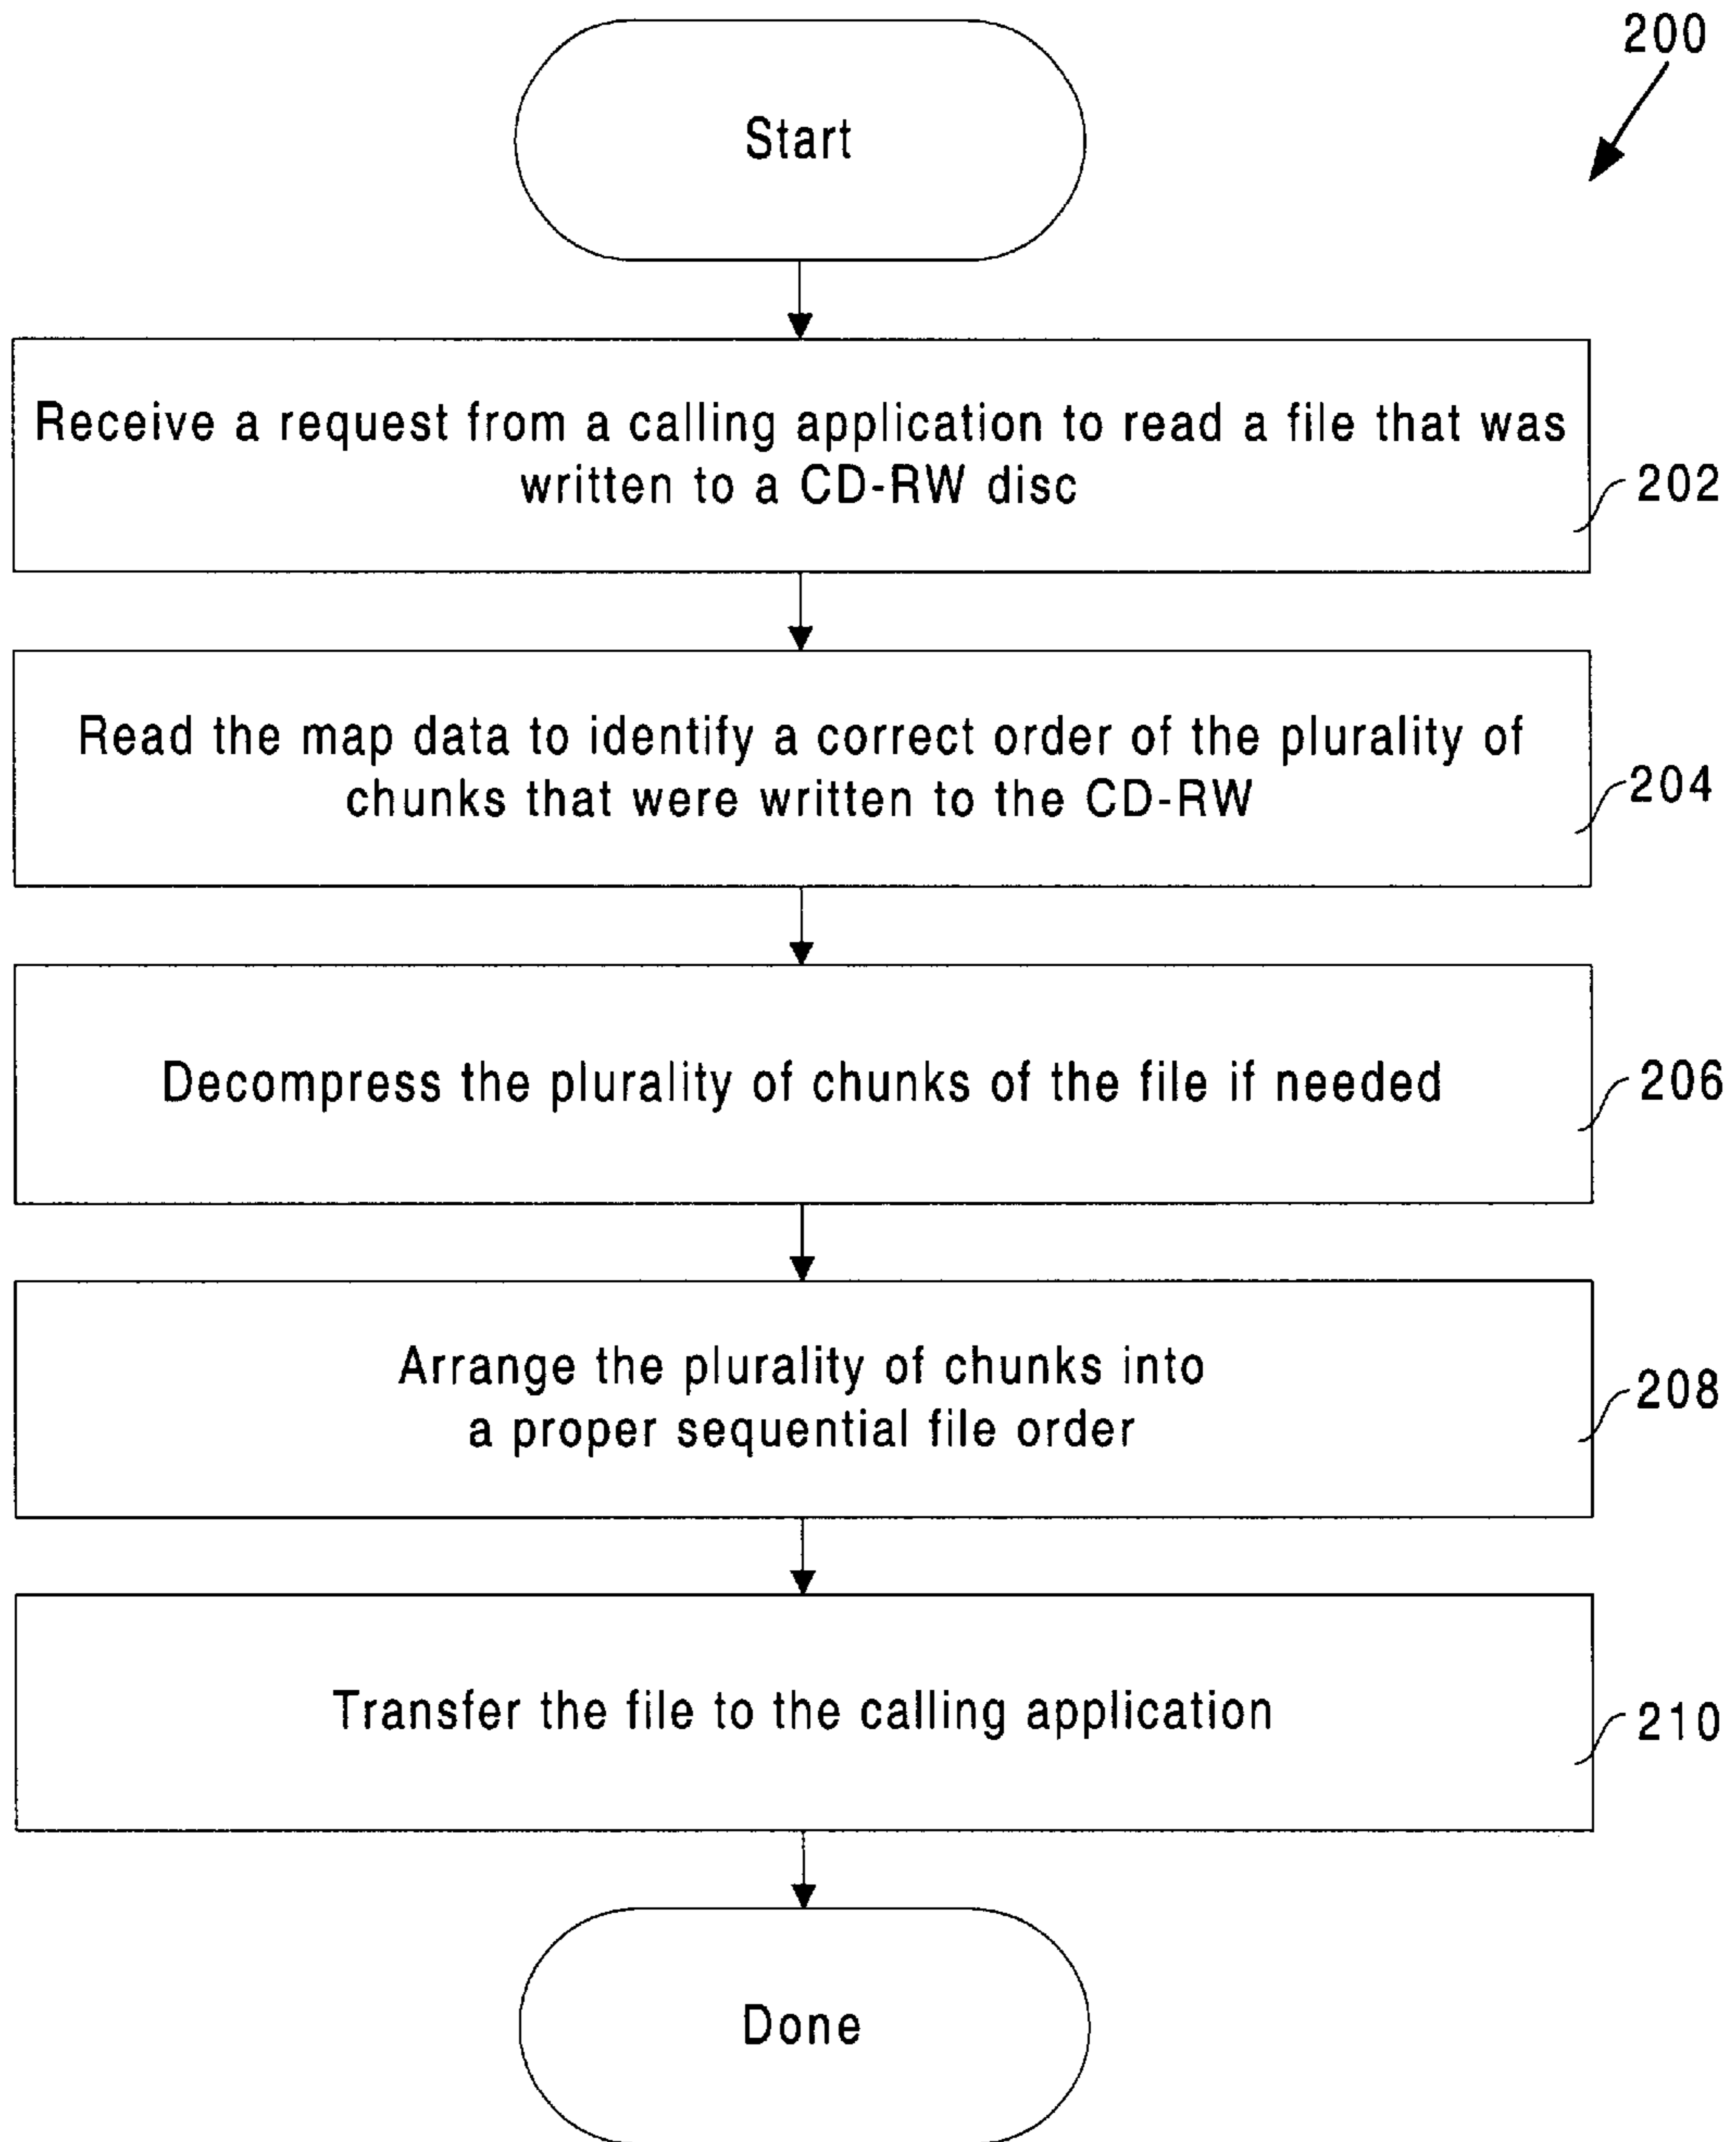 200
Start
Receive a request from a calling application to read a file that was
written to a CD-RW disc
202
Read the map data to identify a correct order of the plurality of
chunks that were written to the CD-RW
204
Decompress the plurality of chunks of the file if needed
206
Arrange the plurality of chunks into
a proper sequential file order
208
Transfer the file to the calling application
210
Done